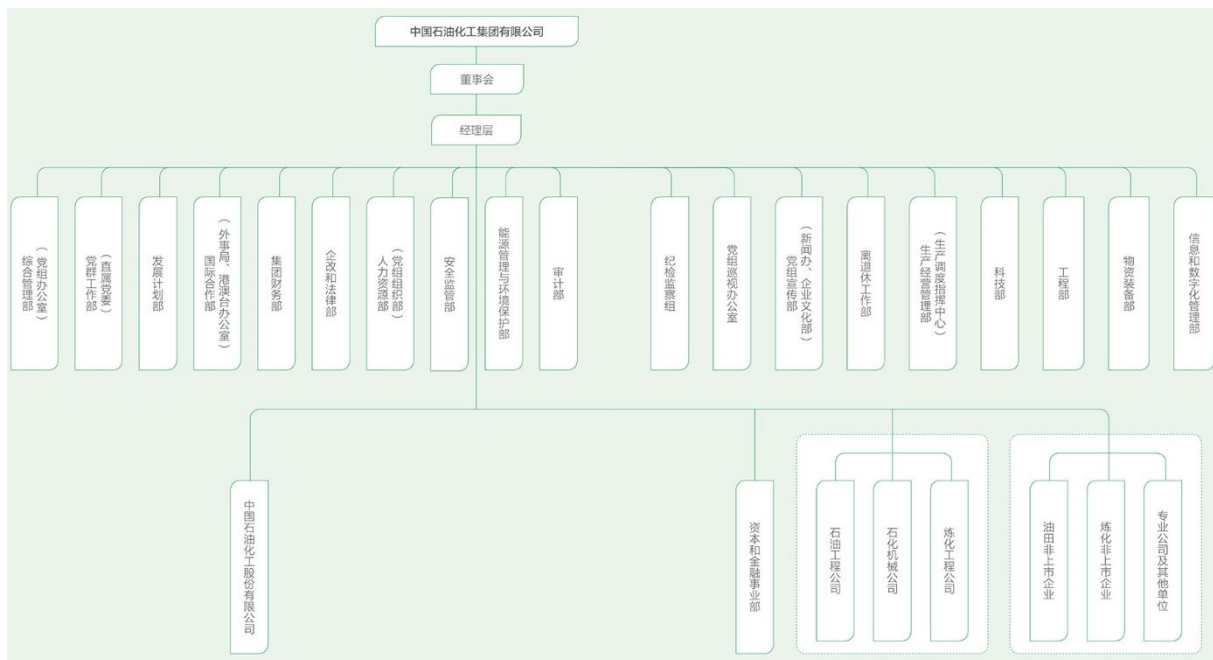 中国石油化工集团有限公司
董事会
经理层
综合管理部
（党组办公室）
党群工作部
（直属党委）
发展计划部
国际合作部
（外事局、港澳台办公室）
集团财务部
企改和法律部
人力资源部
（党组组织部）
安全监管部
能源管理与环境保护部
审计部
纪检监察组
党组巡视办公室
党组宣传部
（新闻办、企业文化部）
离退休工作部
生产经营管理部
（生产调度指挥中心）
科技部
工程部
物资装备部
信息和数字化管理部
中国石油化工股份有限公司
资本和金融事业部
石油工程公司
石化机械公司
炼化工程公司
油田非上市企业
炼化非上市企业
专业公司及其他单位